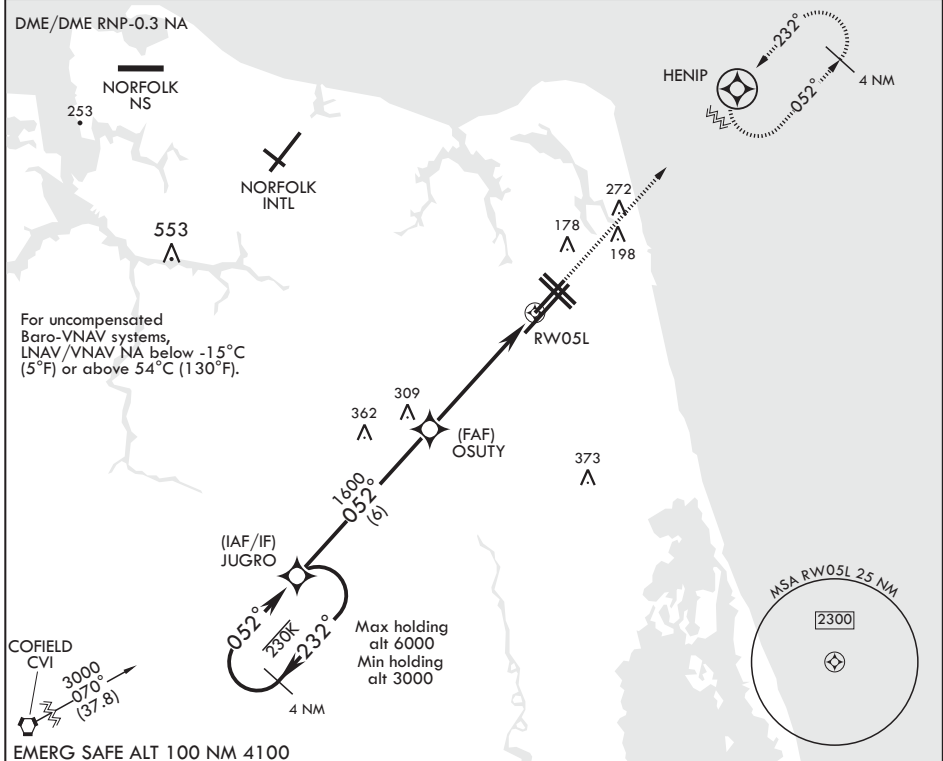 DME/DME RNP-0.3 NA
NORFOLK
NS
253
232°
HENIP
052°
4 NM
NORFOLK
INTL
553
272
178
198
For uncompensated
Baro-VNAV systems,
LNAV/VNAV NA below -15°C
(5°F) or above 54°C (130°F).
RW05L
309
362
(FAF)
OSUTY
373
1600
052°
(6)
(IAF/IF)
JUGRO
052°
230K
232°
Max holding
alt 6000
Min holding
alt 3000
4 NM
MSA RW05L 25 NM
2300
COFIELD
CVI
3000
070°
(37.8)
EMERG SAFE ALT 100 NM 4100